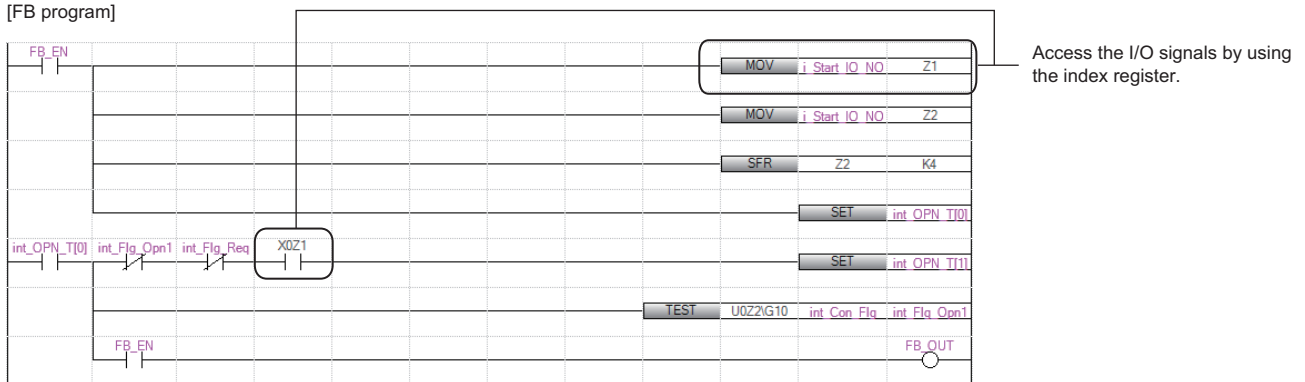 [FB program]
FB_EN
MOV i_Start_IO_NO Z1
Access the I/O signals by using
the index register.
MOV i_Start_IO_NO Z2
SFR Z2 K4
SET int_OPN_T[0]
int_OPN_T[0] int_Flg_Opn1 int_Flg_Req X0Z1
SET int_OPN_T[1]
TEST U0Z2\G10 int_Con_Flg int_Flg_Opn1
FB_EN FB_OUT